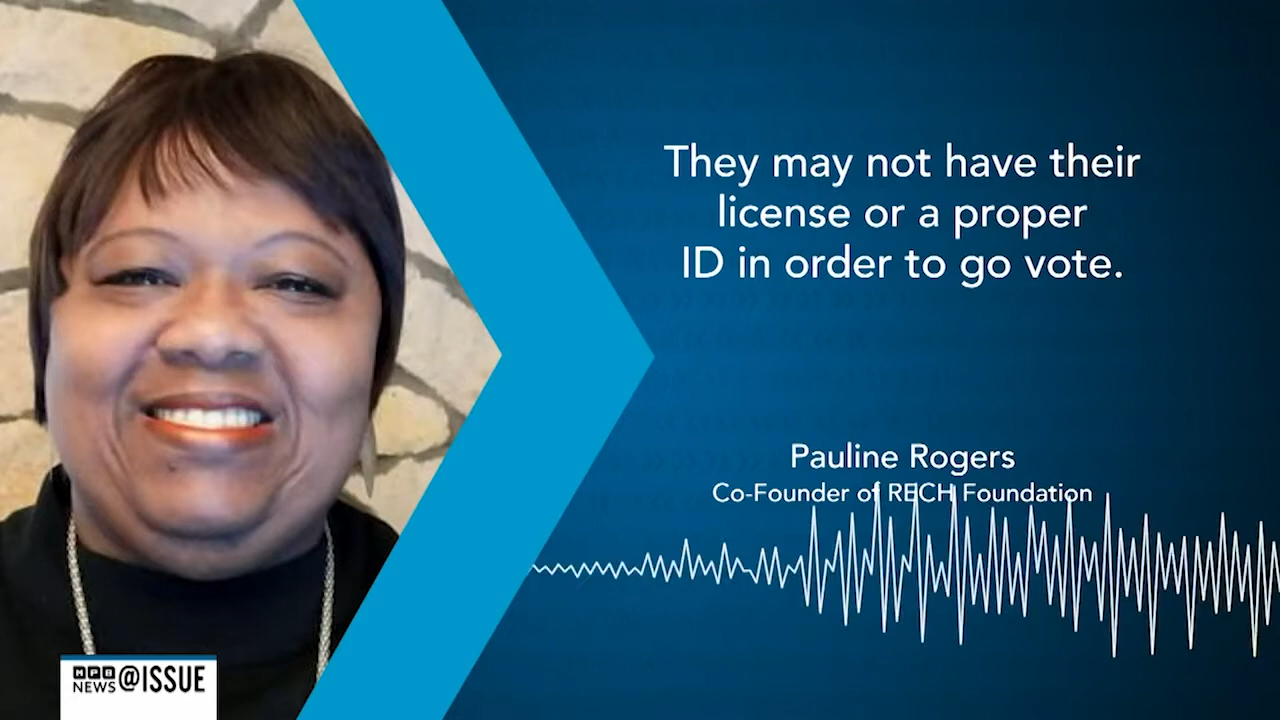 They may not have their
license or a proper
ID in order to go vote.
Pauline Rogers
Co-Founder of RECH Foundation
MPB
NEWS @ISSUE